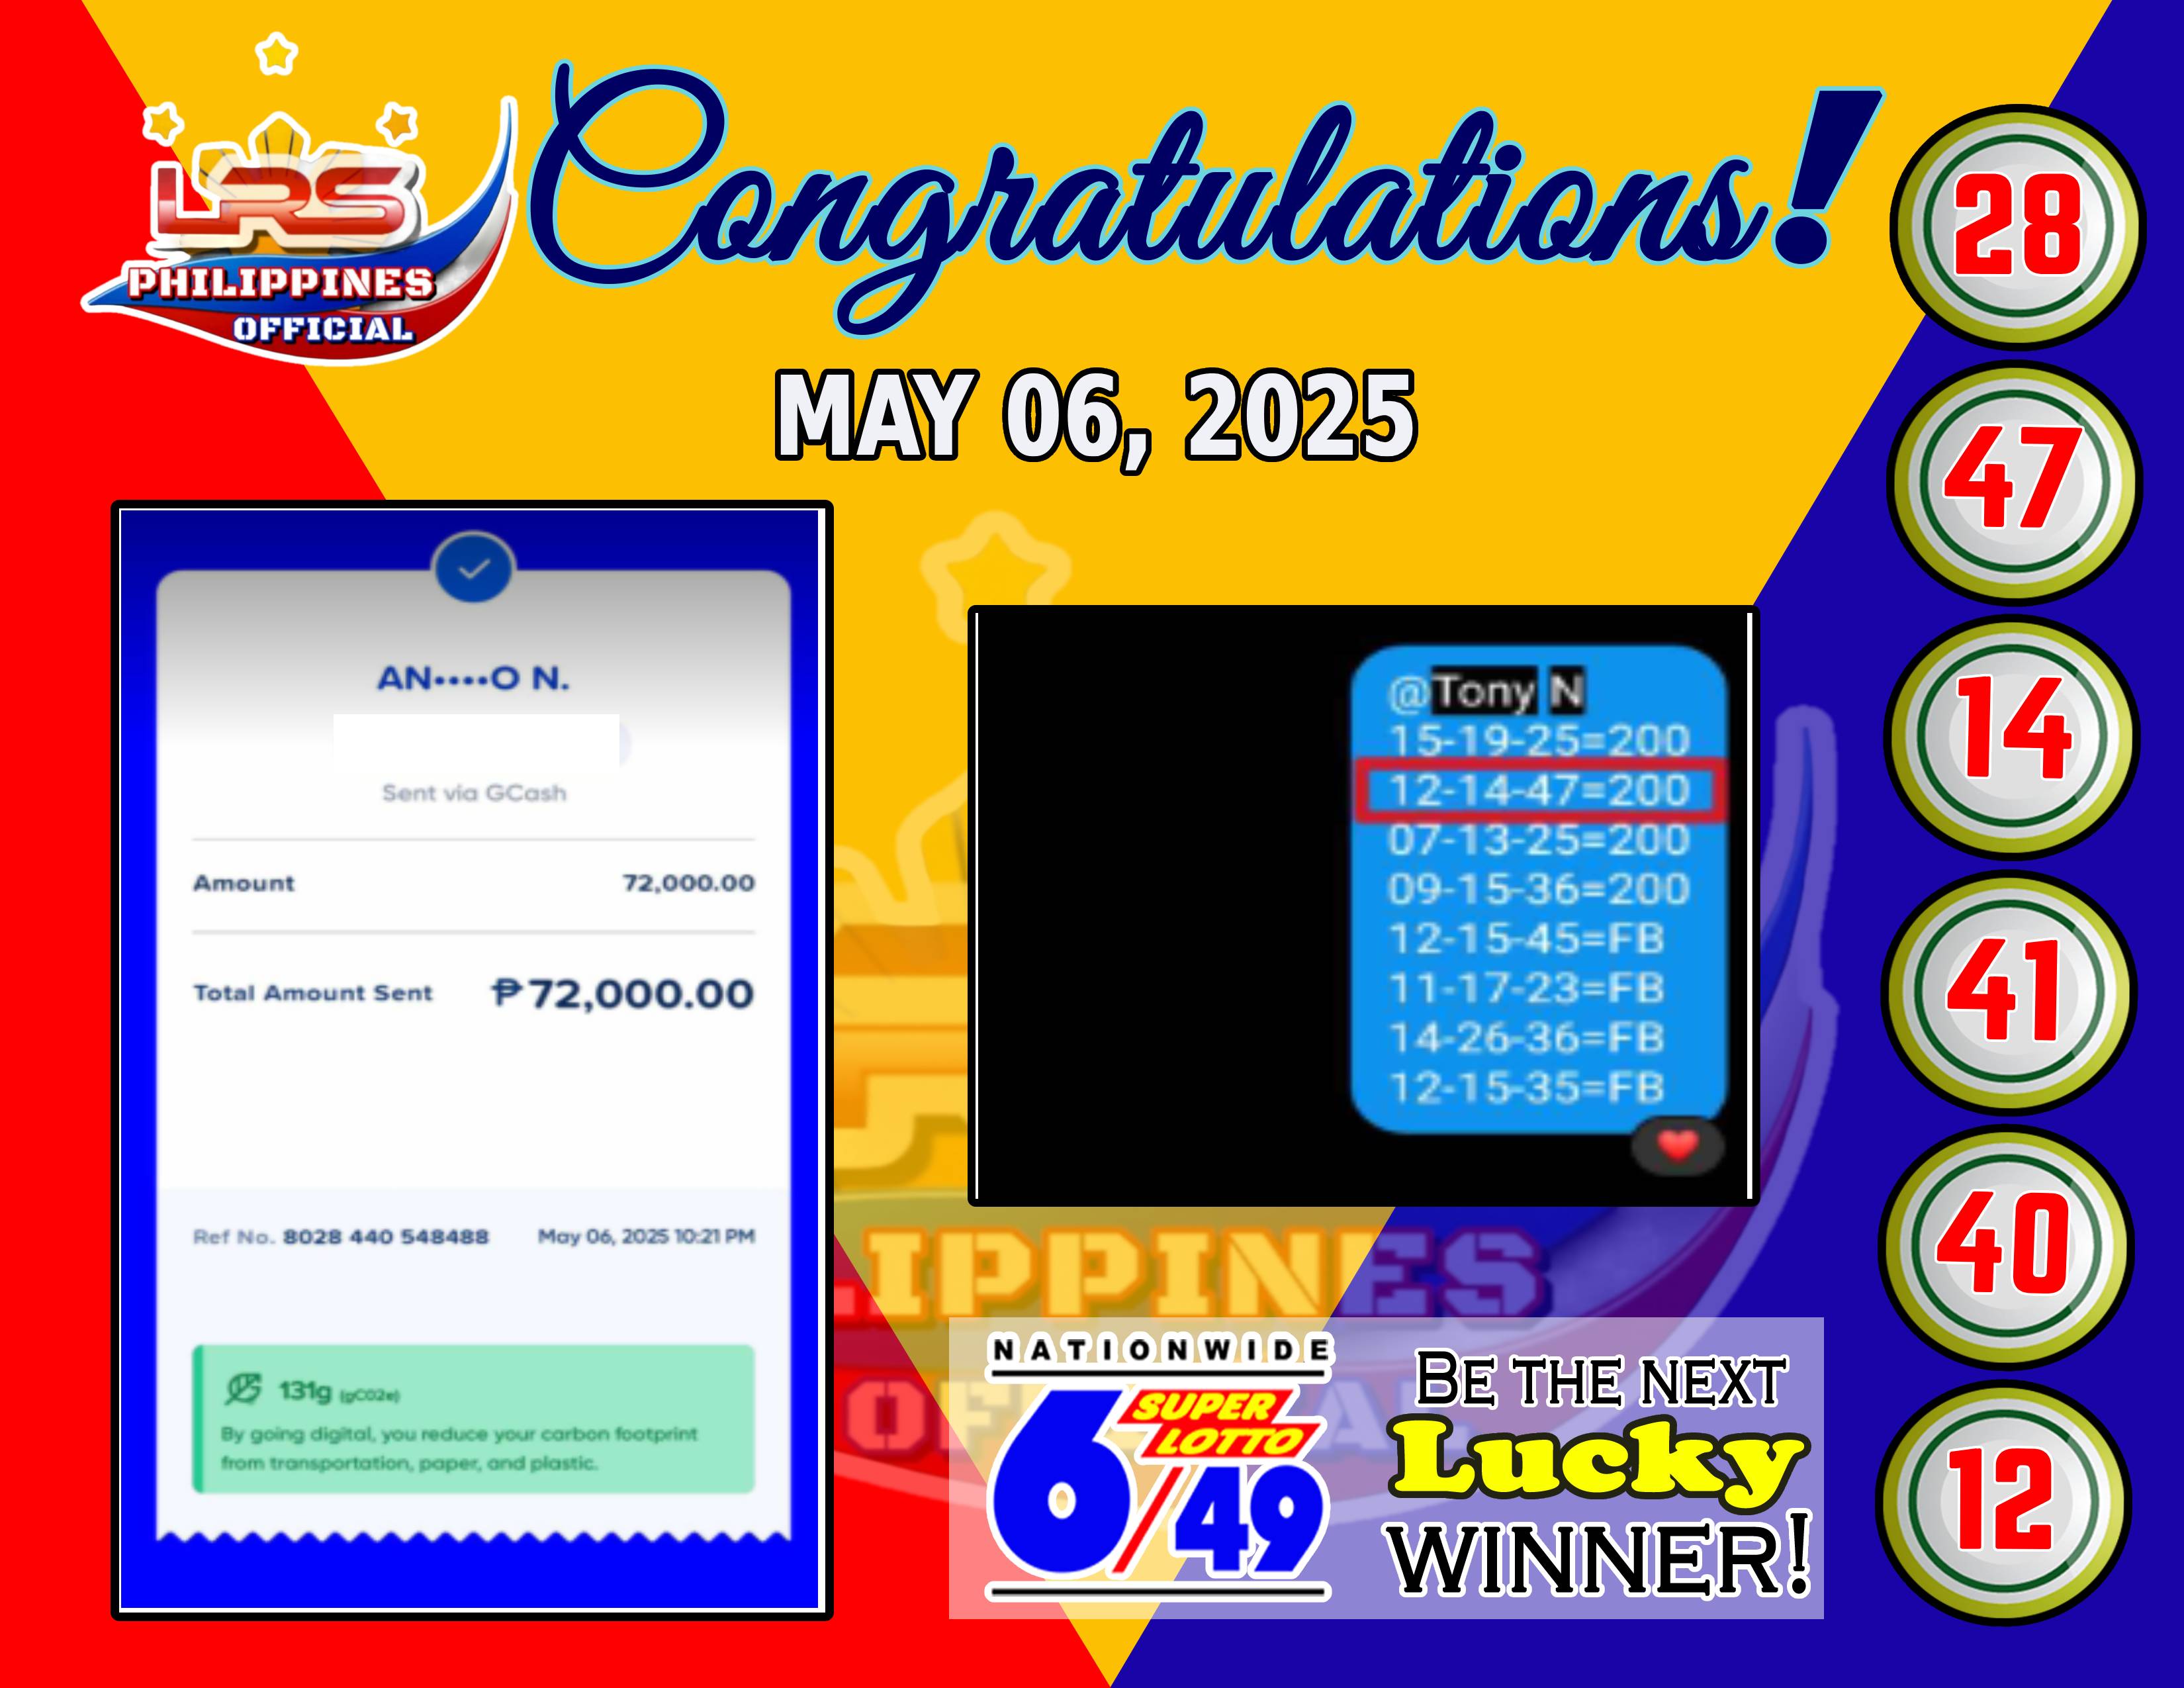 LRS
PHILIPPINES
OFFICIAL
Congratulations!
MAY 06, 2025
AN••••O N.
Sent via GCash
Amount 72,000.00
Total Amount Sent ₱72,000.00
Ref No. 8028 440 548488 May 06, 2025 10:21 PM
131g (gCO2e)
By going digital, you reduce your carbon footprint
from transportation, paper, and plastic.
@Tony N
15-19-25=200
12-14-47=200
07-13-25=200
09-15-36=200
12-15-45=FB
11-17-23=FB
14-26-36=FB
12-15-35=FB
IPPINES
NATIONWIDE
SUPER
LOTTO
6/49
BE THE NEXT
Lucky
WINNER!
28
47
14
41
40
12